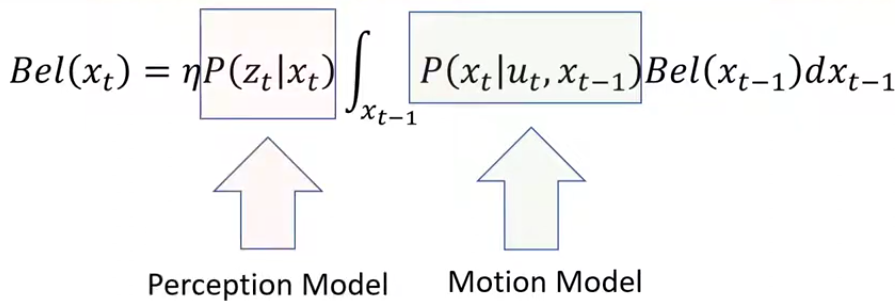 Bel(x_t) = ηP(z_t|x_t) ∫_{x_{t-1}} P(x_t|u_t, x_{t-1})Bel(x_{t-1})dx_{t-1}
Perception Model Motion Model